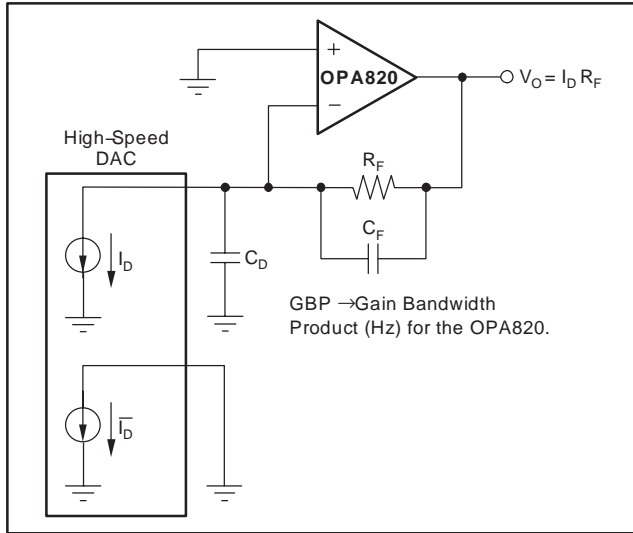 +
OPA820
−
V_O = I_D R_F
High–Speed
DAC
R_F
C_F
I_D
C_D
GBP →Gain Bandwidth
Product (Hz) for the OPA820.
I̅_D